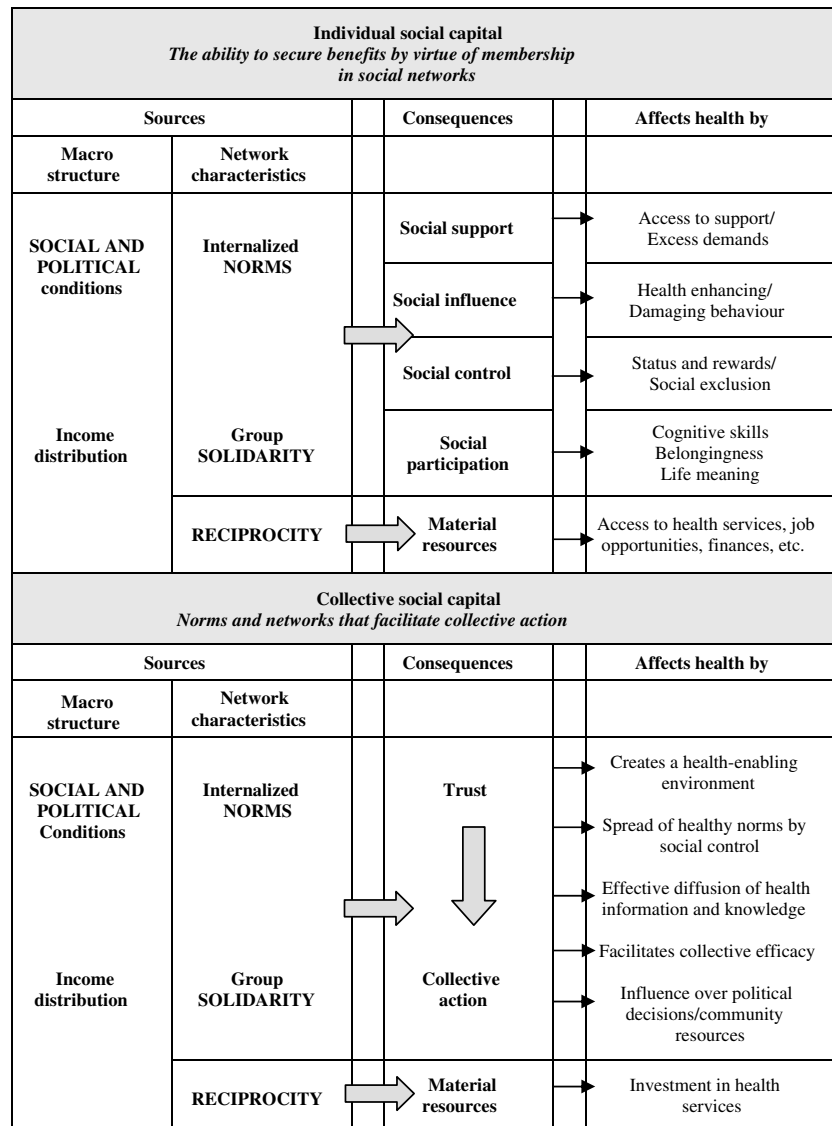 Individual social capital
The ability to secure benefits by virtue of membership
in social networks
Sources
Consequences
Affects health by
Macro
structure
Network
characteristics
SOCIAL AND
POLITICAL
conditions
Internalized
NORMS
Social support
Access to support/
Excess demands
Social influence
Health enhancing/
Damaging behaviour
Social control
Status and rewards/
Social exclusion
Income
distribution
Group
SOLIDARITY
Social
participation
Cognitive skills
Belongingness
Life meaning
RECIPROCITY
Material
resources
Access to health services, job
opportunities, finances, etc.
Collective social capital
Norms and networks that facilitate collective action
Sources
Consequences
Affects health by
Macro
structure
Network
characteristics
SOCIAL AND
POLITICAL
Conditions
Internalized
NORMS
Trust
Creates a health-enabling
environment
Spread of healthy norms by
social control
Effective diffusion of health
information and knowledge
Facilitates collective efficacy
Income
distribution
Group
SOLIDARITY
Collective
action
Influence over political
decisions/community
resources
RECIPROCITY
Material
resources
Investment in health
services